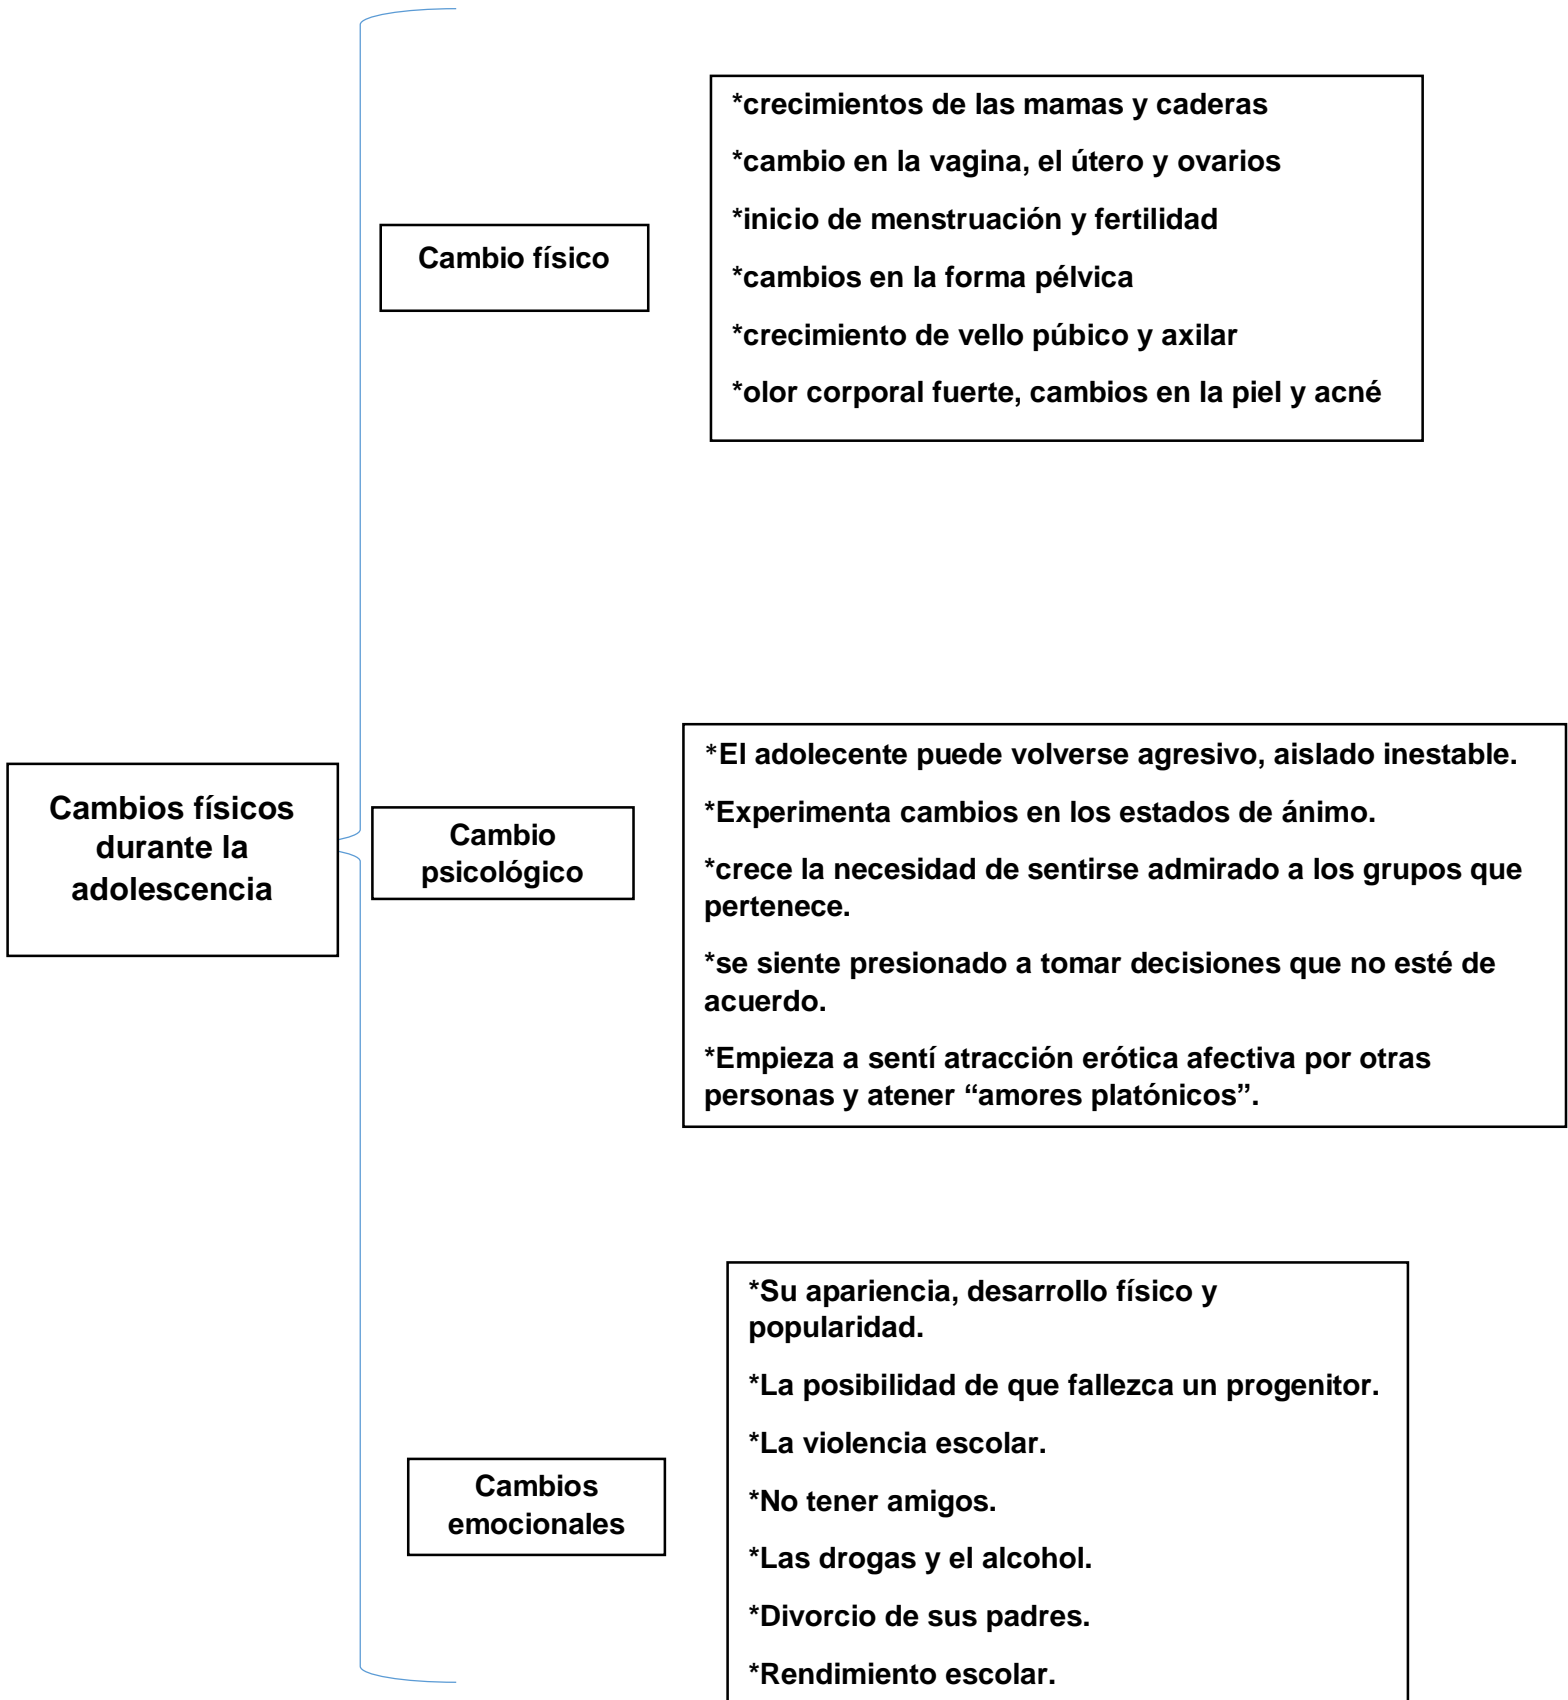 *crecimientos de las mamas y caderas
*cambio en la vagina, el útero y ovarios
*inicio de menstruación y fertilidad
*cambios en la forma pélvica
*crecimiento de vello púbico y axilar
*olor corporal fuerte, cambios en la piel y acné
Cambio físico
Cambios físicos
durante la
adolescencia
Cambio
psicológico
*El adolecente puede volverse agresivo, aislado inestable.
*Experimenta cambios en los estados de ánimo.
*crece la necesidad de sentirse admirado a los grupos que
pertenece.
*se siente presionado a tomar decisiones que no esté de
acuerdo.
*Empieza a sentí atracción erótica afectiva por otras
personas y atener “amores platónicos”.
Cambios
emocionales
*Su apariencia, desarrollo físico y
popularidad.
*La posibilidad de que fallezca un progenitor.
*La violencia escolar.
*No tener amigos.
*Las drogas y el alcohol.
*Divorcio de sus padres.
*Rendimiento escolar.